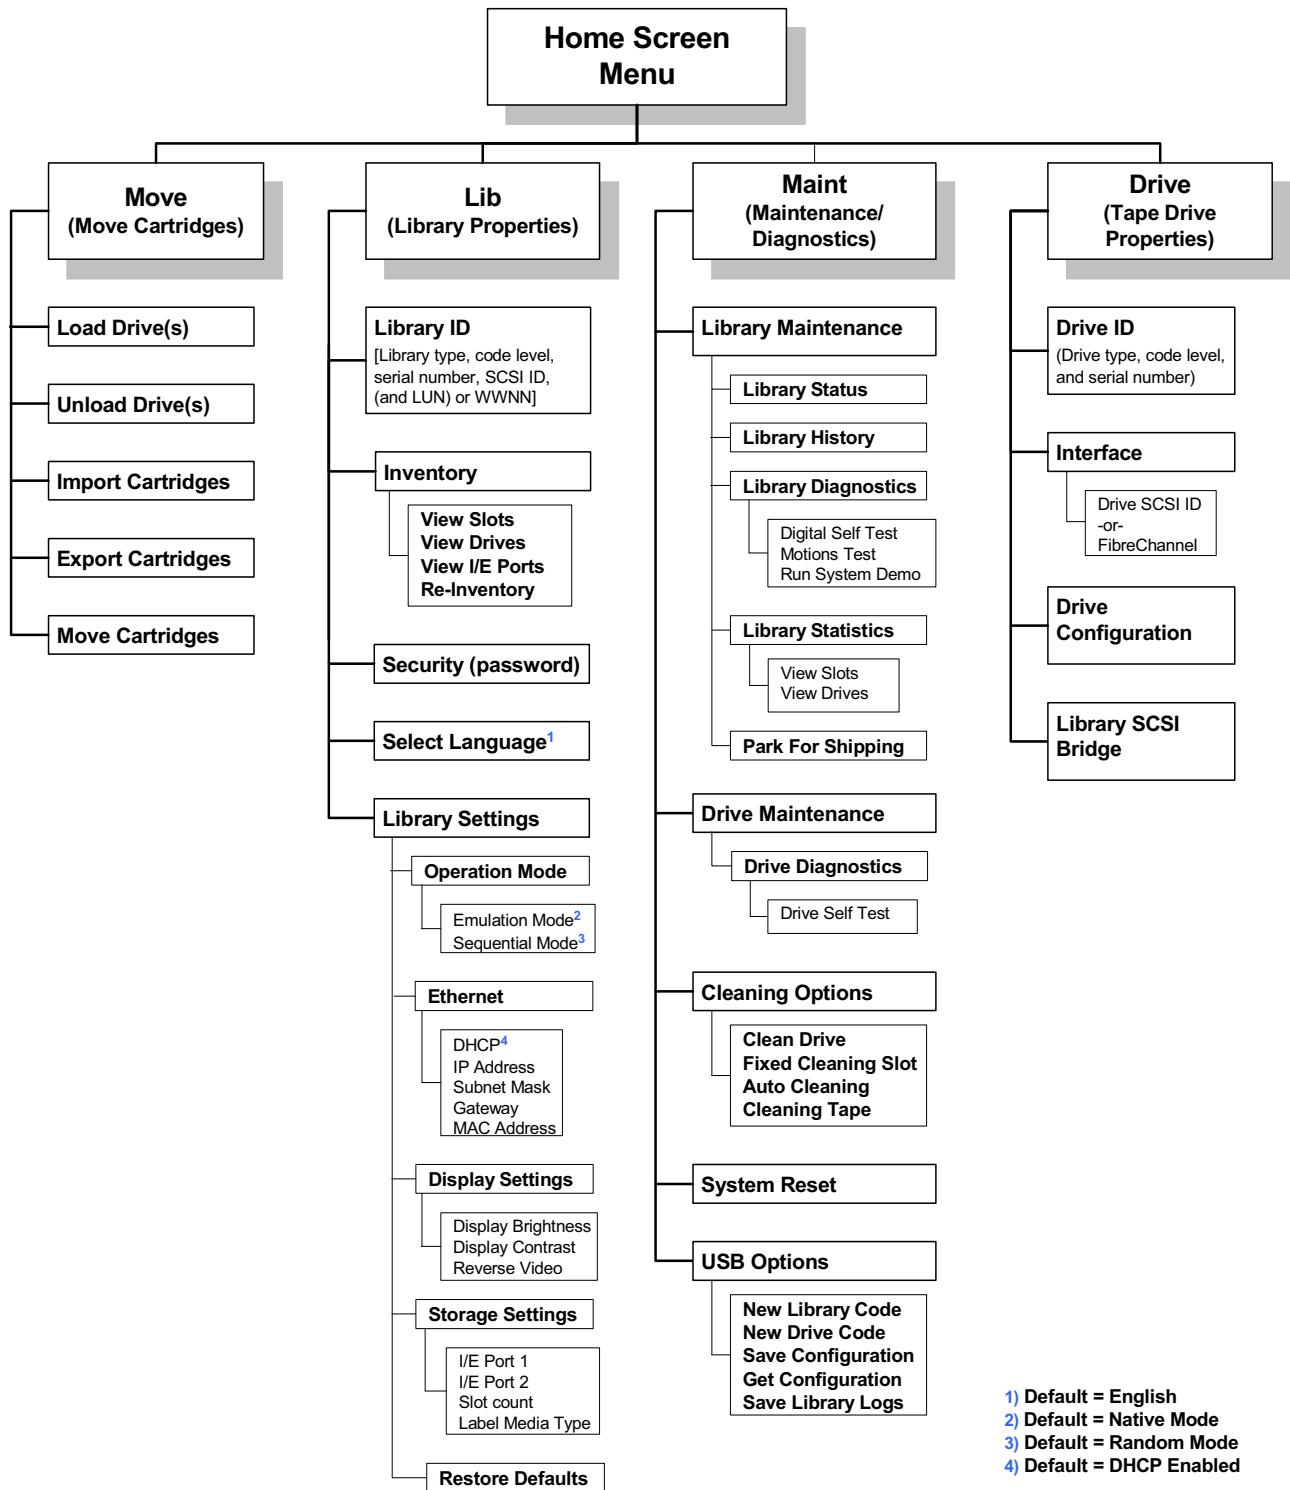 Home Screen
Menu
Move
(Move Cartridges)
Load Drive(s)
Unload Drive(s)
Import Cartridges
Export Cartridges
Move Cartridges
Lib
(Library Properties)
Library ID
[Library type, code level,
serial number, SCSI ID,
(and LUN) or WWNN]
Inventory
View Slots
View Drives
View I/E Ports
Re-Inventory
Security (password)
Select Language1
Library Settings
Operation Mode
Emulation Mode2
Sequential Mode3
Ethernet
DHCP4
IP Address
Subnet Mask
Gateway
MAC Address
Display Settings
Display Brightness
Display Contrast
Reverse Video
Storage Settings
I/E Port 1
I/E Port 2
Slot count
Label Media Type
Restore Defaults
Maint
(Maintenance/
Diagnostics)
Library Maintenance
Library Status
Library History
Library Diagnostics
Digital Self Test
Motions Test
Run System Demo
Library Statistics
View Slots
View Drives
Park For Shipping
Drive Maintenance
Drive Diagnostics
Drive Self Test
Cleaning Options
Clean Drive
Fixed Cleaning Slot
Auto Cleaning
Cleaning Tape
System Reset
USB Options
New Library Code
New Drive Code
Save Configuration
Get Configuration
Save Library Logs
Drive
(Tape Drive
Properties)
Drive ID
(Drive type, code level,
and serial number)
Interface
Drive SCSI ID
-or-
FibreChannel
Drive
Configuration
Library SCSI
Bridge
1) Default = English
2) Default = Native Mode
3) Default = Random Mode
4) Default = DHCP Enabled